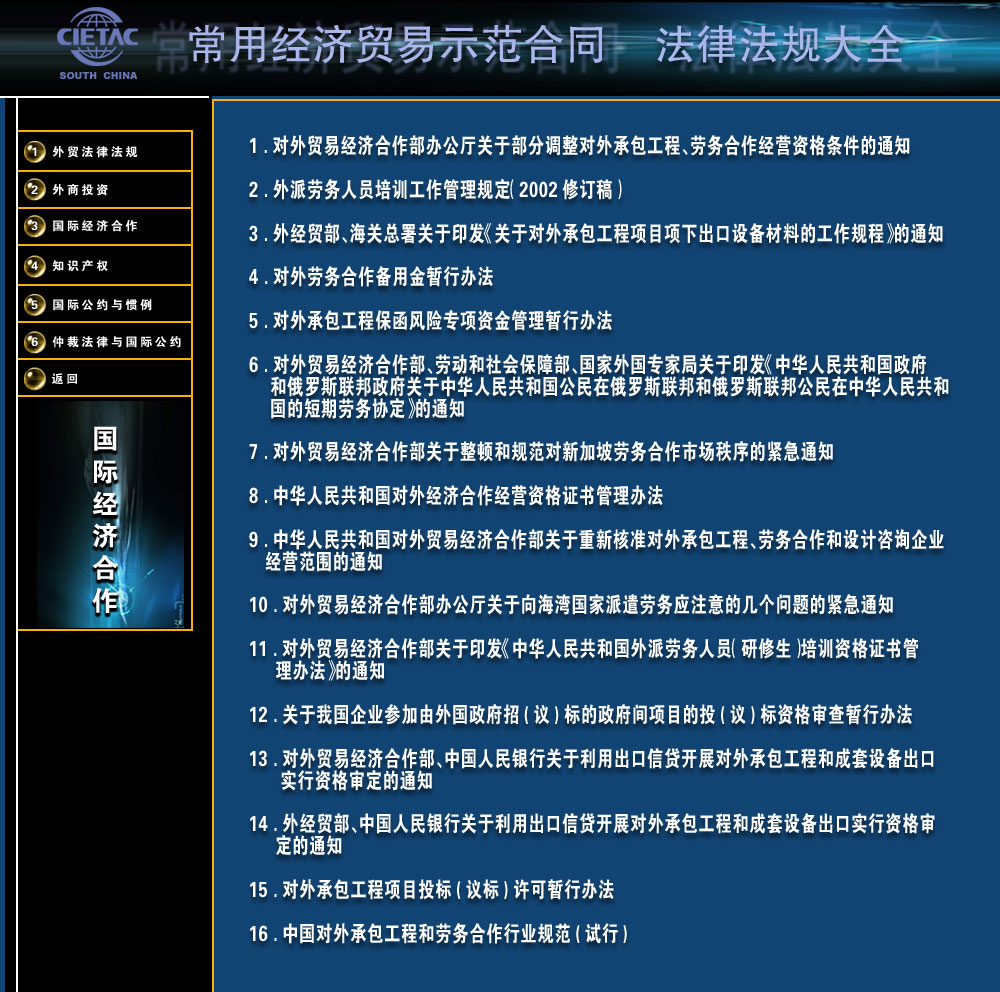 CIETAC
SOUTH CHINA
常用经济贸易示范合同 法律法规大全
1 外贸法律法规
2 外商投资
3 国际经济合作
4 知识产权
5 国际公约与惯例
6 仲裁法律与国际公约
返回
国际经济合作
1 . 对外贸易经济合作部办公厅关于部分调整对外承包工程、劳务合作经营资格条件的通知
2 . 外派劳务人员培训工作管理规定( 2002 修订稿 )
3 . 外经贸部、海关总署关于印发《关于对外承包工程项目项下出口设备材料的工作规程》的通知
4 . 对外劳务合作备用金暂行办法
5 . 对外承包工程保函风险专项资金管理暂行办法
6 . 对外贸易经济合作部、劳动和社会保障部、国家外国专家局关于印发《中华人民共和国政府
和俄罗斯联邦政府关于中华人民共和国公民在俄罗斯联邦和俄罗斯联邦公民在中华人民共和
国的短期劳务协定》的通知
7 . 对外贸易经济合作部关于整顿和规范对新加坡劳务合作市场秩序的紧急通知
8 . 中华人民共和国对外经济合作经营资格证书管理办法
9 . 中华人民共和国对外贸易经济合作部关于重新核准对外承包工程、劳务合作和设计咨询企业
经营范围的通知
10 . 对外贸易经济合作部办公厅关于向海湾国家派遣劳务应注意的几个问题的紧急通知
11 . 对外贸易经济合作部关于印发《中华人民共和国外派劳务人员( 研修生 )培训资格证书管
理办法》的通知
12 . 关于我国企业参加由外国政府招 ( 议 ) 标的政府间项目的投 ( 议 ) 标资格审查暂行办法
13 . 对外贸易经济合作部、中国人民银行关于利用出口信贷开展对外承包工程和成套设备出口
实行资格审定的通知
14 . 外经贸部、中国人民银行关于利用出口信贷开展对外承包工程和成套设备出口实行资格审
定的通知
15 . 对外承包工程项目投标 ( 议标 ) 许可暂行办法
16 . 中国对外承包工程和劳务合作行业规范 ( 试行 )